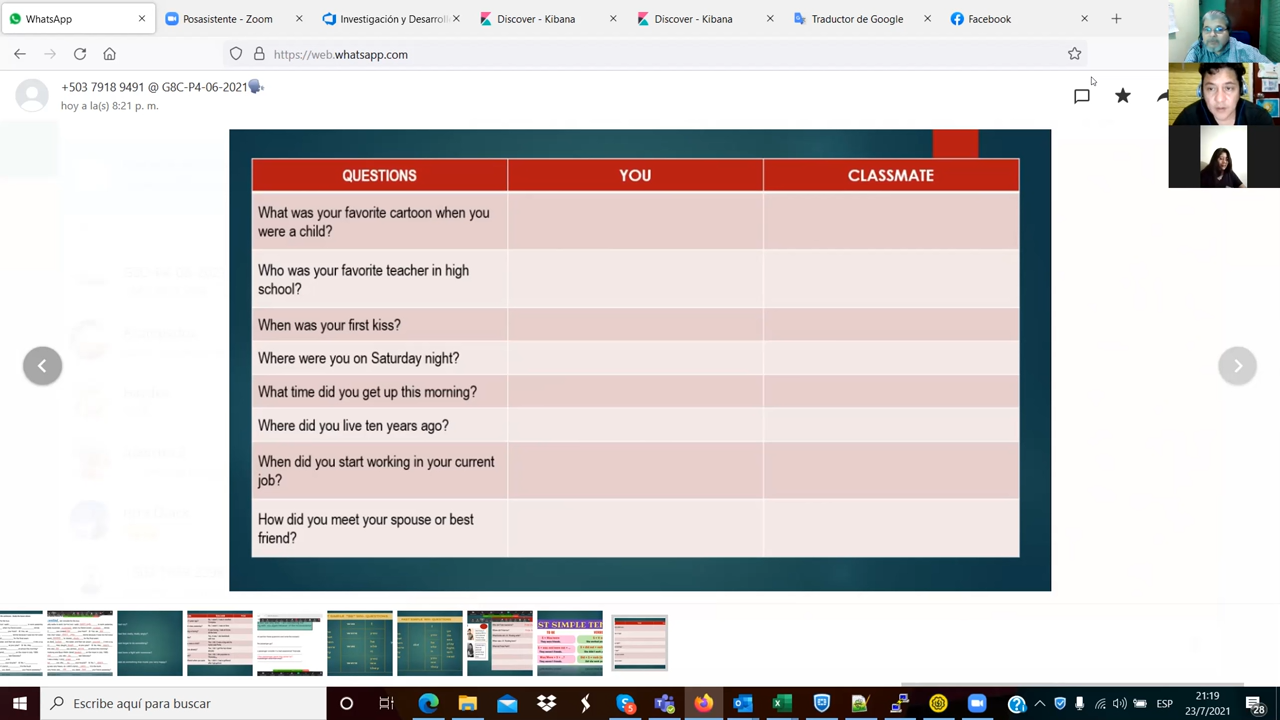 WhatsApp
Posasistente - Zoom
Investigación y Desarroll
Discover - Kibana
Discover - Kibana
Traductor de Google
Facebook
https://web.whatsapp.com
+503 7918 9491 @ G8C-P4-06-2021
hoy a la(s) 8:21 p. m.
QUESTIONS YOU CLASSMATE
What was your favorite cartoon when you
were a child?
Who was your favorite teacher in high
school?
When was your first kiss?
Where were you on Saturday night?
What time did you get up this morning?
Where did you live ten years ago?
When did you start working in your current
job?
How did you meet your spouse or best
friend?
Escribe aquí para buscar
ESP
21:19
23/7/2021
28